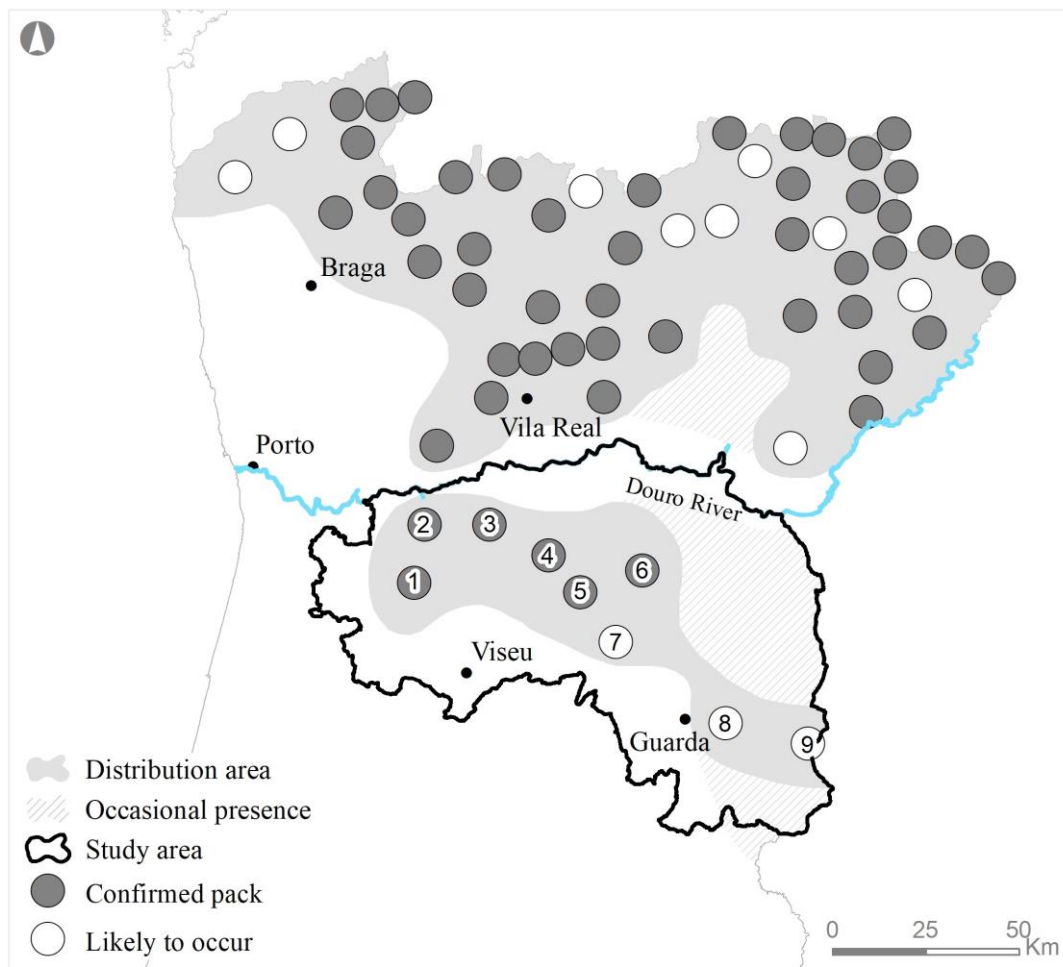 Braga
Vila Real
Porto
Douro River
2
3
4
6
1
5
7
Viseu
8
Guarda
9
Distribution area
Occasional presence
Study area
Confirmed pack
Likely to occur
0 25 50
Km